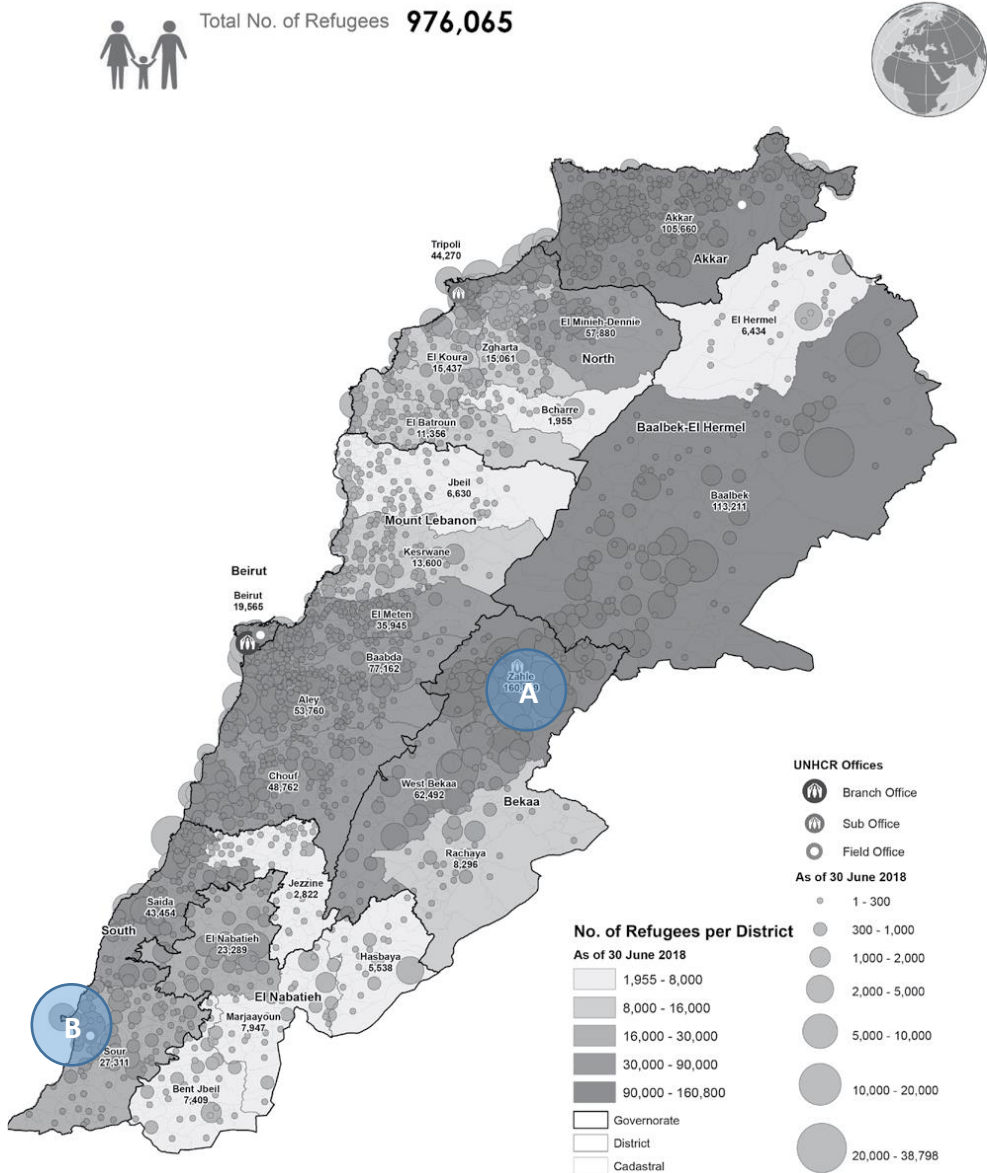 Total No. of Refugees 976,065
Akkar
105,660
Akkar
Tripoli
44,270
El Hermel
6,434
El Minieh-Dennie
57,880
Zgharta
15,061
North
El Koura
15,437
Bcharre
1,955
El Batroun
11,356
Baalbek-El Hermel
Jbeil
6,630
Baalbek
113,211
Mount Lebanon
Kesrwane
13,600
Beirut
Beirut
19,565
El Meten
35,945
Baabda
77,162
Zahle
A
Aley
53,760
Chouf
48,762
West Bekaa
62,492
Bekaa
Rachaya
8,296
Jezzine
2,822
Saida
43,454
South
El Nabatieh
23,289
Hasbaya
5,538
El Nabatieh
Marjaayoun
7,947
B
Sour
27,311
Bent Jbeil
7,409
No. of Refugees per District
As of 30 June 2018
1,955 - 8,000
8,000 - 16,000
16,000 - 30,000
30,000 - 90,000
90,000 - 160,800
Governorate
District
Cadastral
UNHCR Offices
Branch Office
Sub Office
Field Office
As of 30 June 2018
1 - 300
300 - 1,000
1,000 - 2,000
2,000 - 5,000
5,000 - 10,000
10,000 - 20,000
20,000 - 38,798